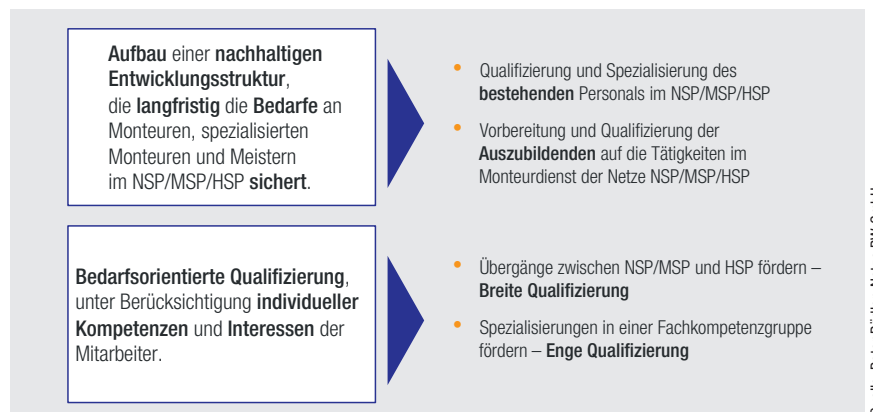 Aufbau einer nachhaltigen
Entwicklungsstruktur,
die langfristig die Bedarfe an
Monteuren, spezialisierten
Monteuren und Meistern
im NSP/MSP/HSP sichert.
• Qualifizierung und Spezialisierung des
bestehenden Personals im NSP/MSP/HSP
• Vorbereitung und Qualifizierung der
Auszubildenden auf die Tätigkeiten im
Monteurdienst der Netze NSP/MSP/HSP
Bedarfsorientierte Qualifizierung,
unter Berücksichtigung individueller
Kompetenzen und Interessen der
Mitarbeiter.
• Übergänge zwischen NSP/MSP und HSP fördern –
Breite Qualifizierung
• Spezialisierungen in einer Fachkompetenzgruppe
fördern – Enge Qualifizierung